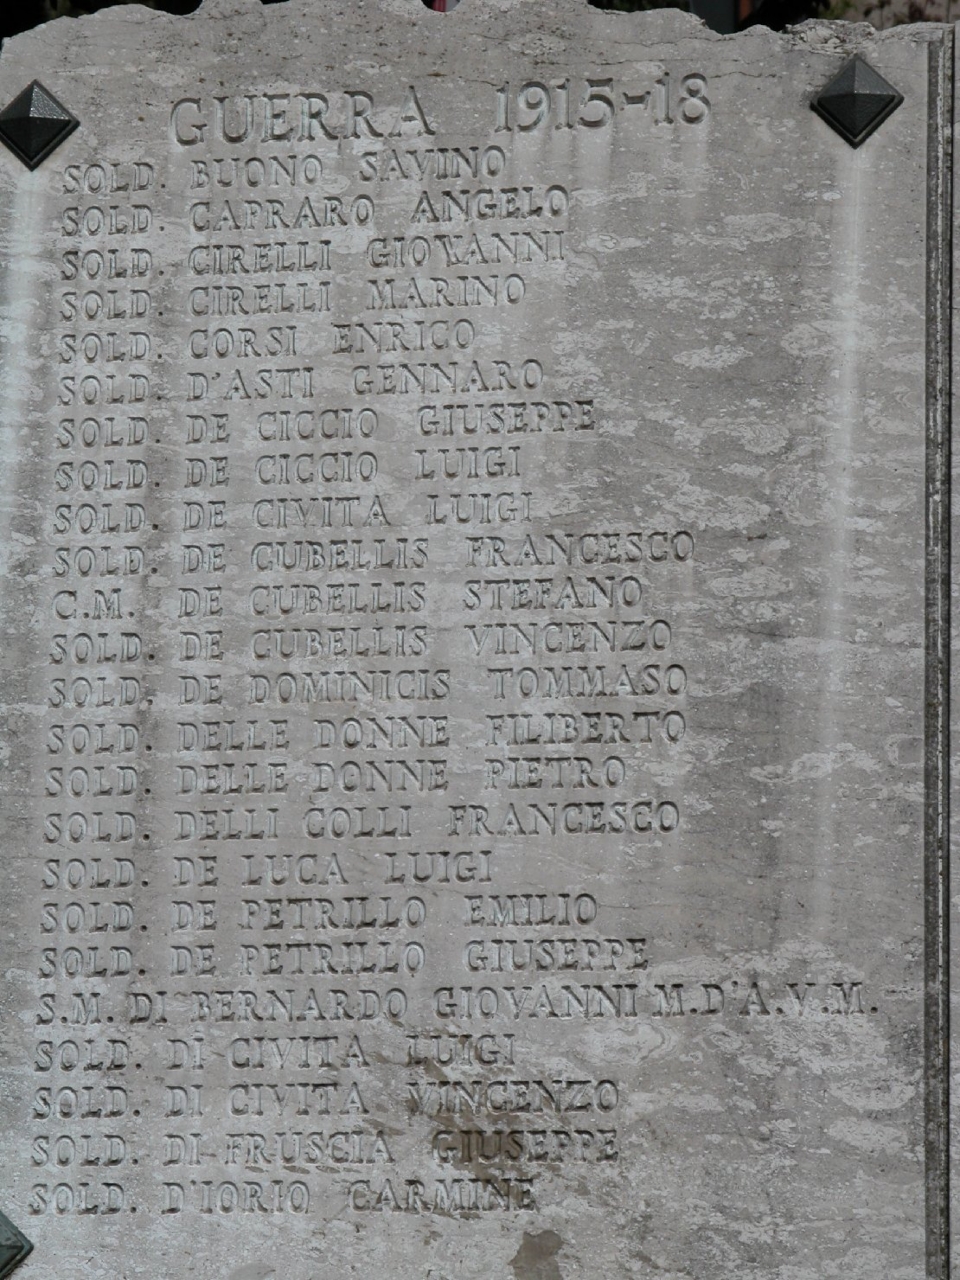 GUERRA 1915-18
SOLD. BUONO SAVINO
SOLD. CAPRARO ANGELO
SOLD. CIRELLI GIOVANNI
SOLD. CIRELLI MARINO
SOLD. CORSI ENRICO
SOLD. D'ASTI GENNARO
SOLD. DE CICCIO GIUSEPPE
SOLD. DE CICCIO LUIGI
SOLD. DE CIVITA LUIGI
SOLD. DE CUBELLIS FRANCESCO
C.M. DE CUBELLIS STEFANO
SOLD. DE CUBELLIS VINCENZO
SOLD. DE DOMINICIS TOMMASO
SOLD. DELLE DONNE FILIBERTO
SOLD. DELLE DONNE PIETRO
SOLD. DELLI COLLI FRANCESCO
SOLD. DE LUCA LUIGI
SOLD. DE PETRILLO EMILIO
SOLD. DE PETRILLO GIUSEPPE
S.M. DI BERNARDO GIOVANNI M.D'A.V.M.
SOLD. DI CIVITA LUIGI
SOLD. DI CIVITA VINCENZO
SOLD. DI FRUSCIA GIUSEPPE
SOLD. D'IORIO CARMINE